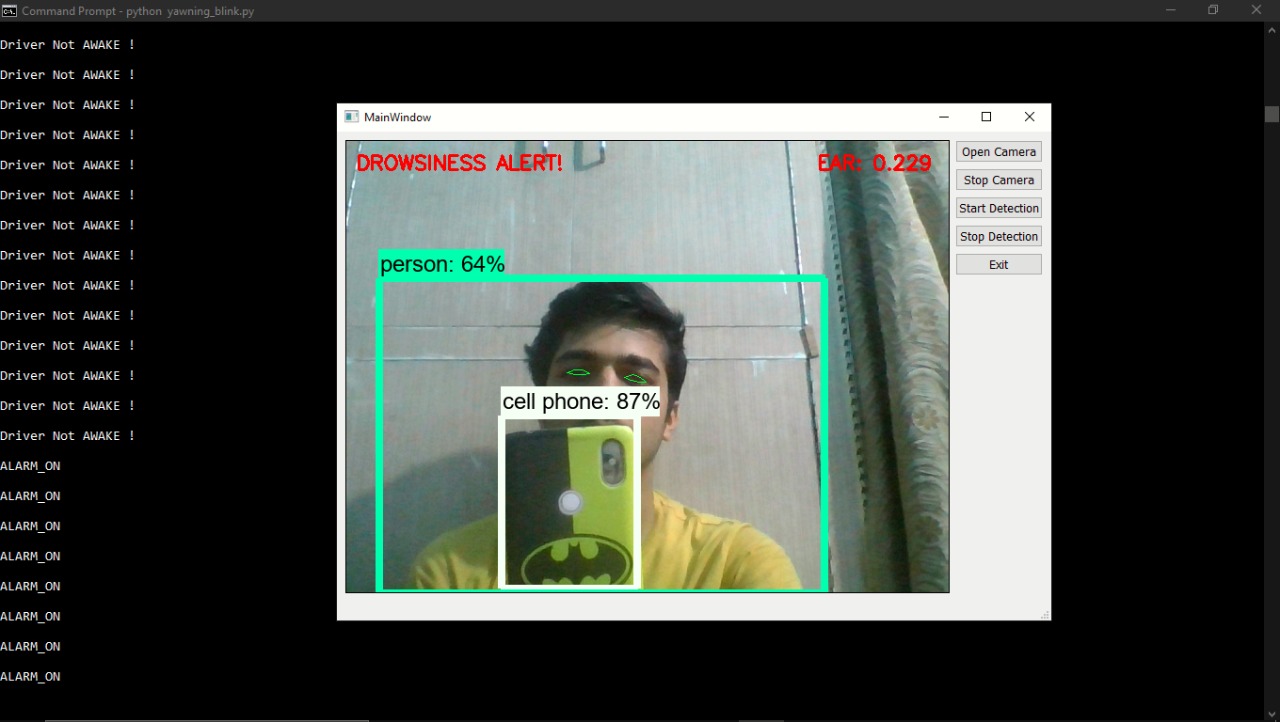 Command Prompt - python  yawning_blink.py
Driver Not AWAKE !
Driver Not AWAKE !
Driver Not AWAKE !
Driver Not AWAKE !
Driver Not AWAKE !
Driver Not AWAKE !
Driver Not AWAKE !
Driver Not AWAKE !
Driver Not AWAKE !
Driver Not AWAKE !
Driver Not AWAKE !
Driver Not AWAKE !
Driver Not AWAKE !
Driver Not AWAKE !
ALARM_ON
ALARM_ON
ALARM_ON
ALARM_ON
ALARM_ON
ALARM_ON
ALARM_ON
ALARM_ON
MainWindow
DROWSINESS ALERT!
EAR: 0.229
person: 64%
cell phone: 87%
Open Camera
Stop Camera
Start Detection
Stop Detection
Exit